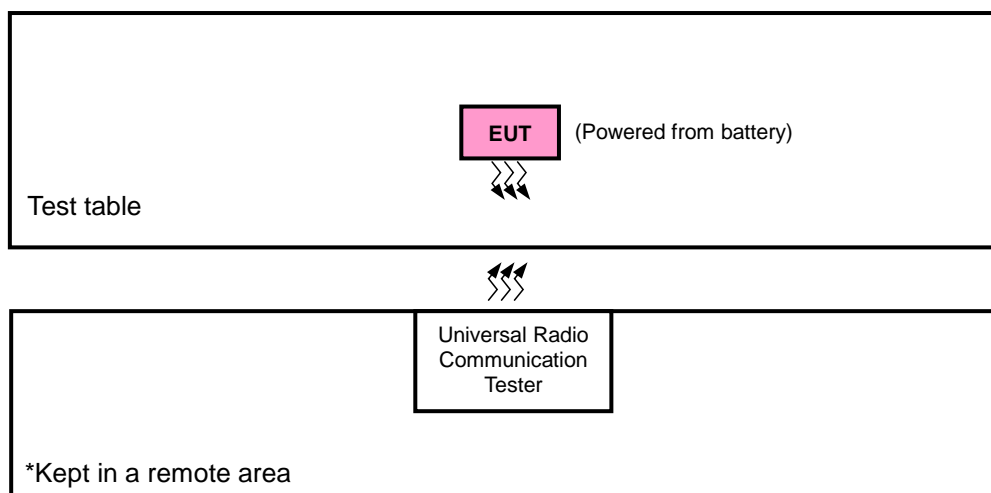 EUT
(Powered from battery)
Test table
Universal Radio
Communication
Tester
*Kept in a remote area